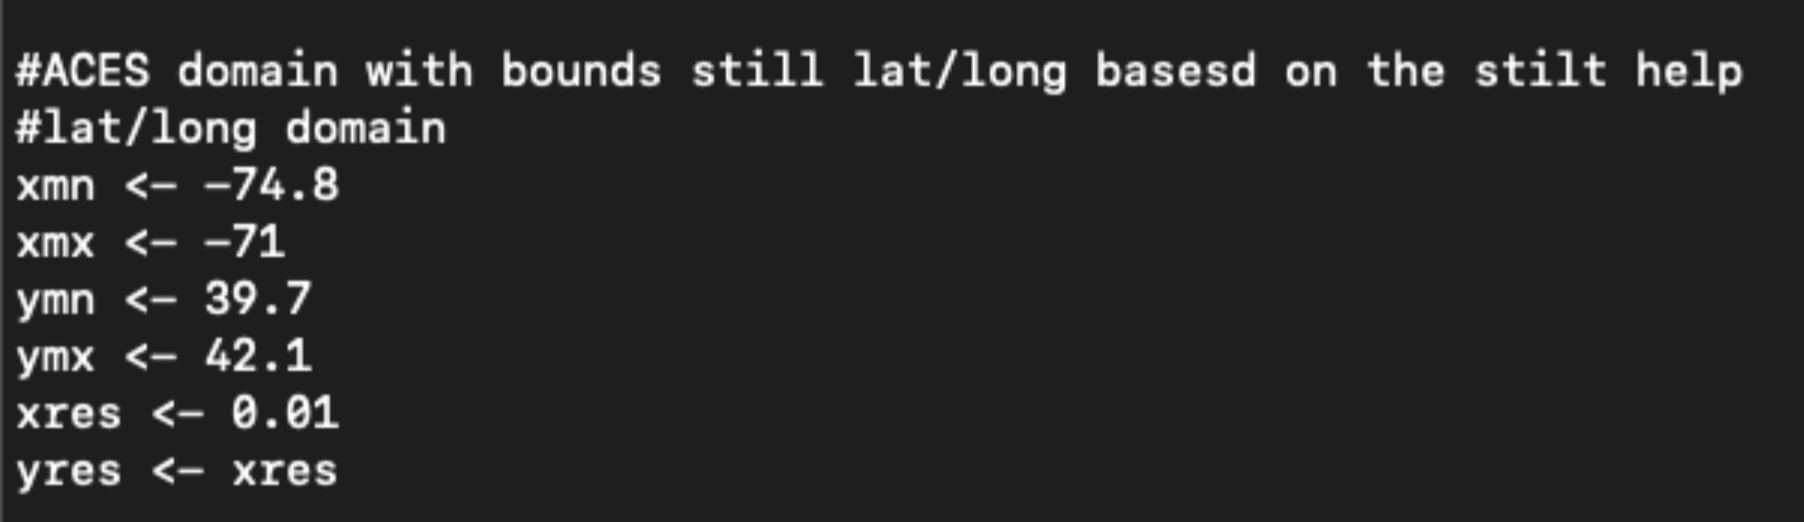 #ACES domain with bounds still lat/long basesd on the stilt help
#lat/long domain
xmn <- -74.8
xmx <- -71
ymn <- 39.7
ymx <- 42.1
xres <- 0.01
yres <- xres